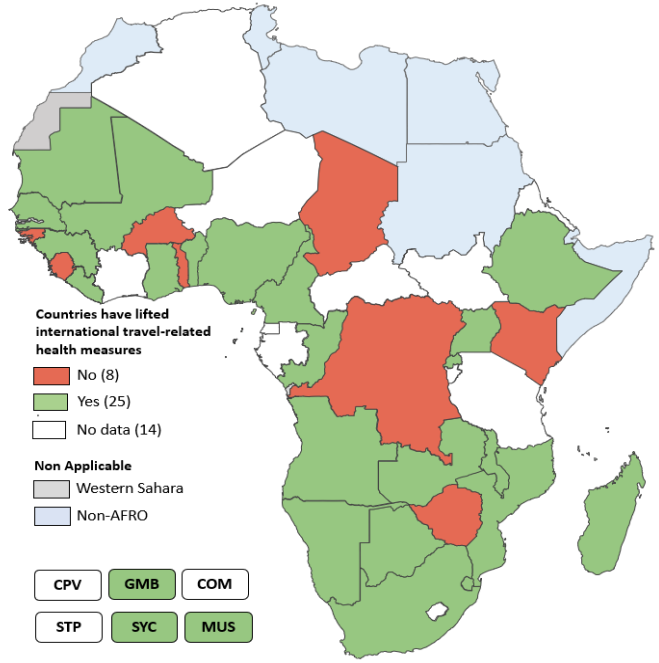 Countries have lifted
international travel-related
health measures
No (8)
Yes (25)
No data (14)
Non Applicable
Western Sahara
Non-AFRO
CPV GMB COM
STP SYC MUS